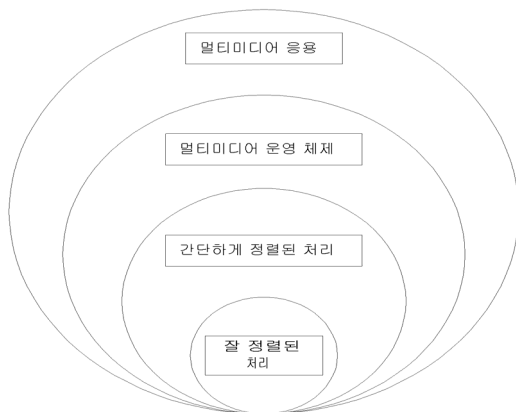 멀티미디어 응용
멀티미디어 운영 체제
간단하게 정렬된 처리
잘 정렬된
처리